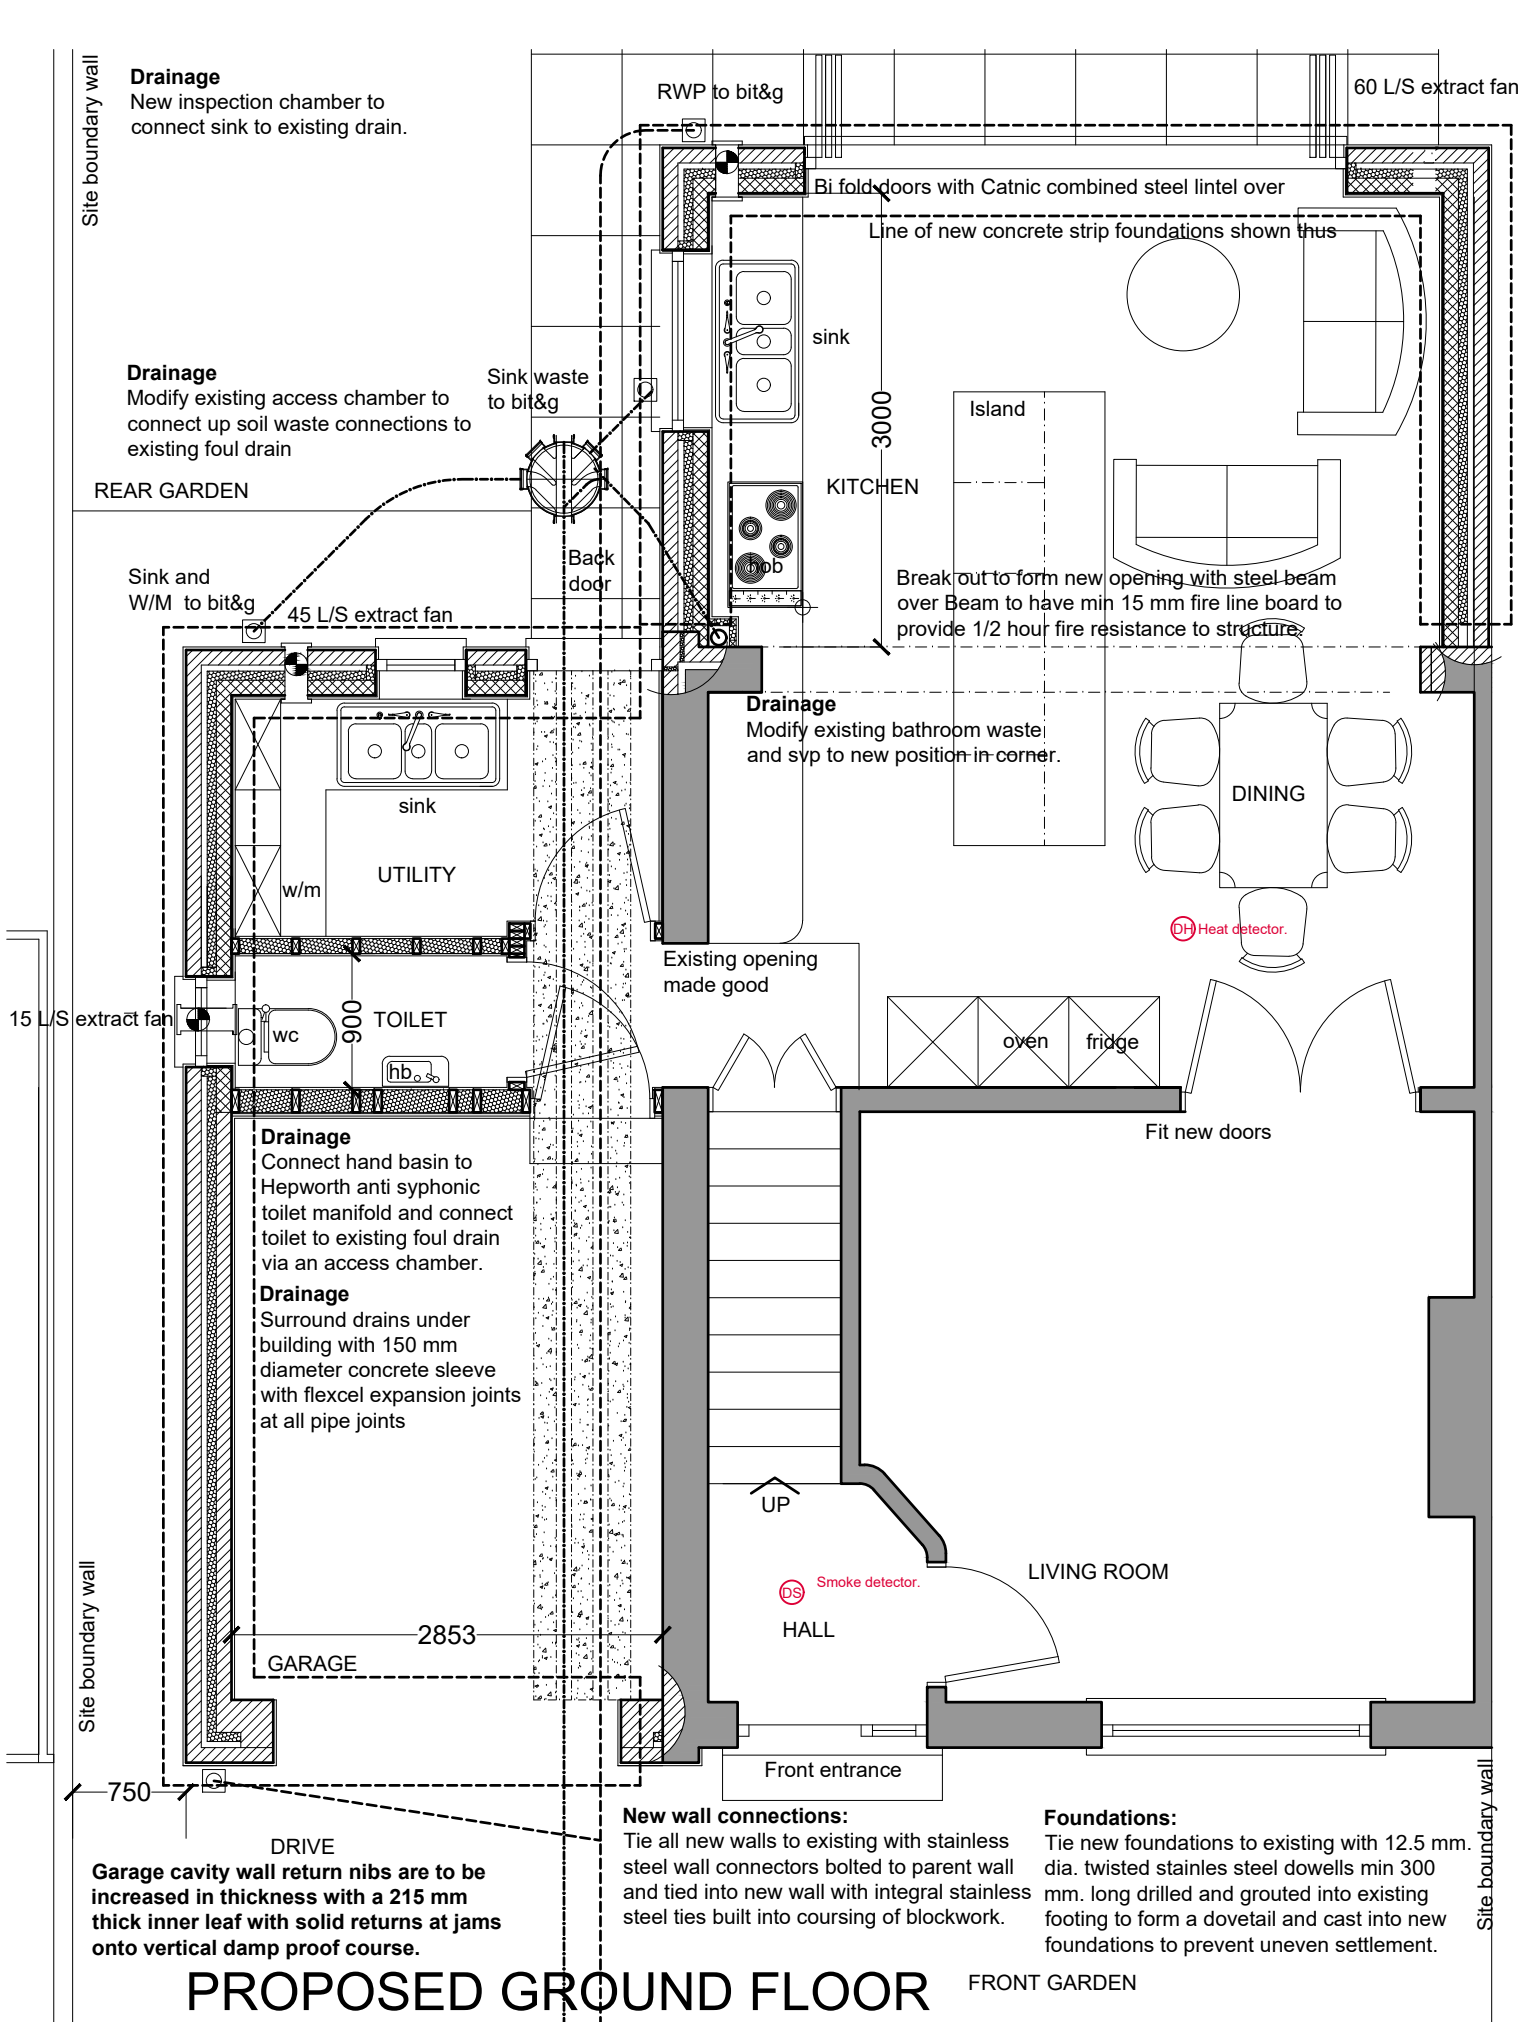 Site boundary wall
Drainage
New inspection chamber to
connect sink to existing drain.
RWP to bit&g
60 L/S extract fan
Bi fold doors with Catnic combined steel lintel over
Line of new concrete strip foundations shown thus
sink
Drainage
Modify existing access chamber to
connect up soil waste connections to
existing foul drain
Sink waste
to bit&g
3000
Island
REAR GARDEN
KITCHEN
Back
door
hob
Sink and
W/M to bit&g
45 L/S extract fan
Break out to form new opening with steel beam
over Beam to have min 15 mm fire line board to
provide 1/2 hour fire resistance to structure.
Drainage
Modify existing bathroom waste
and svp to new position in corner.
sink
DINING
UTILITY
w/m
DH Heat detector.
Existing opening
made good
15 L/S extract fan
wc
900
TOILET
hb
oven
fridge
Fit new doors
Drainage
Connect hand basin to
Hepworth anti syphonic
toilet manifold and connect
toilet to existing foul drain
via an access chamber.
Drainage
Surround drains under
building with 150 mm
diameter concrete sleeve
with flexcel expansion joints
at all pipe joints
UP
LIVING ROOM
DS Smoke detector.
HALL
Site boundary wall
2853
GARAGE
Front entrance
750
DRIVE
Garage cavity wall return nibs are to be
increased in thickness with a 215 mm
thick inner leaf with solid returns at jams
onto vertical damp proof course.
New wall connections:
Tie all new walls to existing with stainless
steel wall connectors bolted to parent wall
and tied into new wall with integral stainless
steel ties built into coursing of blockwork.
Foundations:
Tie new foundations to existing with 12.5 mm.
dia. twisted stainles steel dowells min 300
mm. long drilled and grouted into existing
footing to form a dovetail and cast into new
foundations to prevent uneven settlement.
Site boundary wall
PROPOSED GROUND FLOOR
FRONT GARDEN